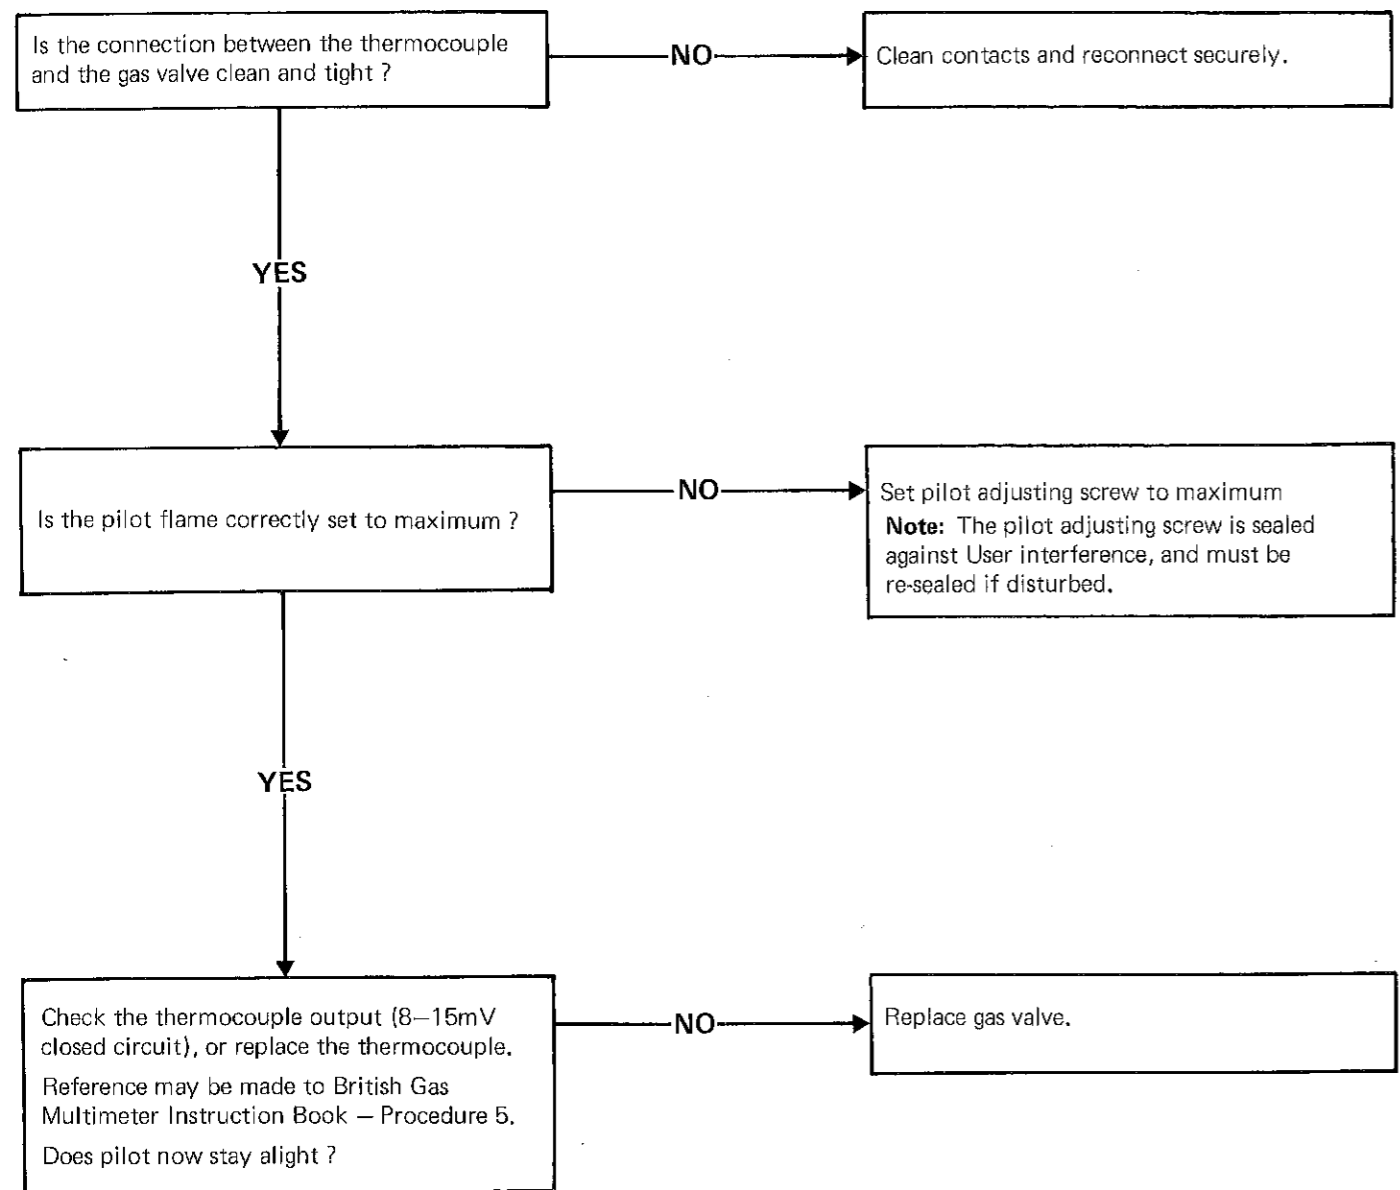 Is the connection between the thermocouple
and the gas valve clean and tight ?
NO
Clean contacts and reconnect securely.
YES
Is the pilot flame correctly set to maximum ?
NO
Set pilot adjusting screw to maximum
Note: The pilot adjusting screw is sealed
against User interference, and must be
re-sealed if disturbed.
YES
Check the thermocouple output (8–15mV
closed circuit), or replace the thermocouple.
Reference may be made to British Gas
Multimeter Instruction Book – Procedure 5.
Does pilot now stay alight ?
NO
Replace gas valve.